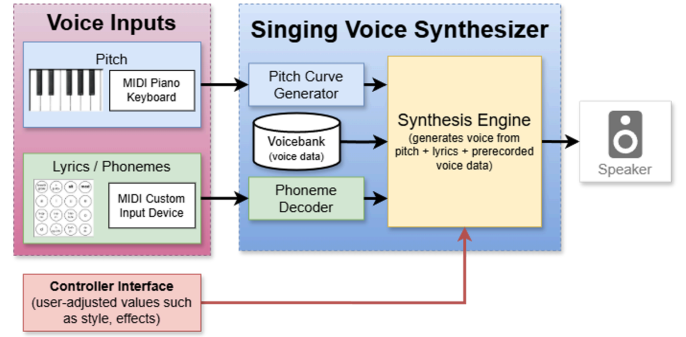 Voice Inputs
Pitch
MIDI Piano
Keyboard
Lyrics / Phonemes
MIDI Custom
Input Device
Controller Interface
(user-adjusted values such
as style, effects)
Singing Voice Synthesizer
Pitch Curve
Generator
Voicebank
(voice data)
Phoneme
Decoder
Synthesis Engine
(generates voice from
pitch + lyrics + prerecorded
voice data)
Speaker